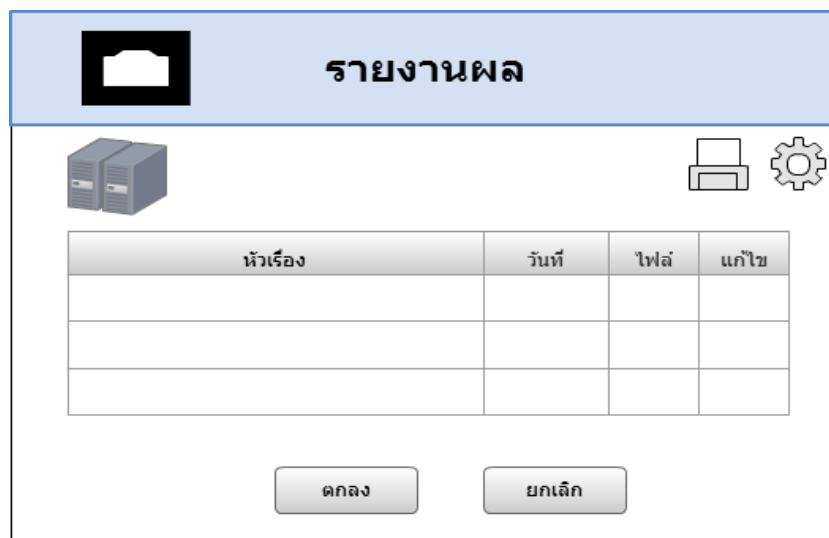 รายงานผล
หัวเรื่อง วันที่ ไฟล์ แก้ไข
ตกลง ยกเลิก